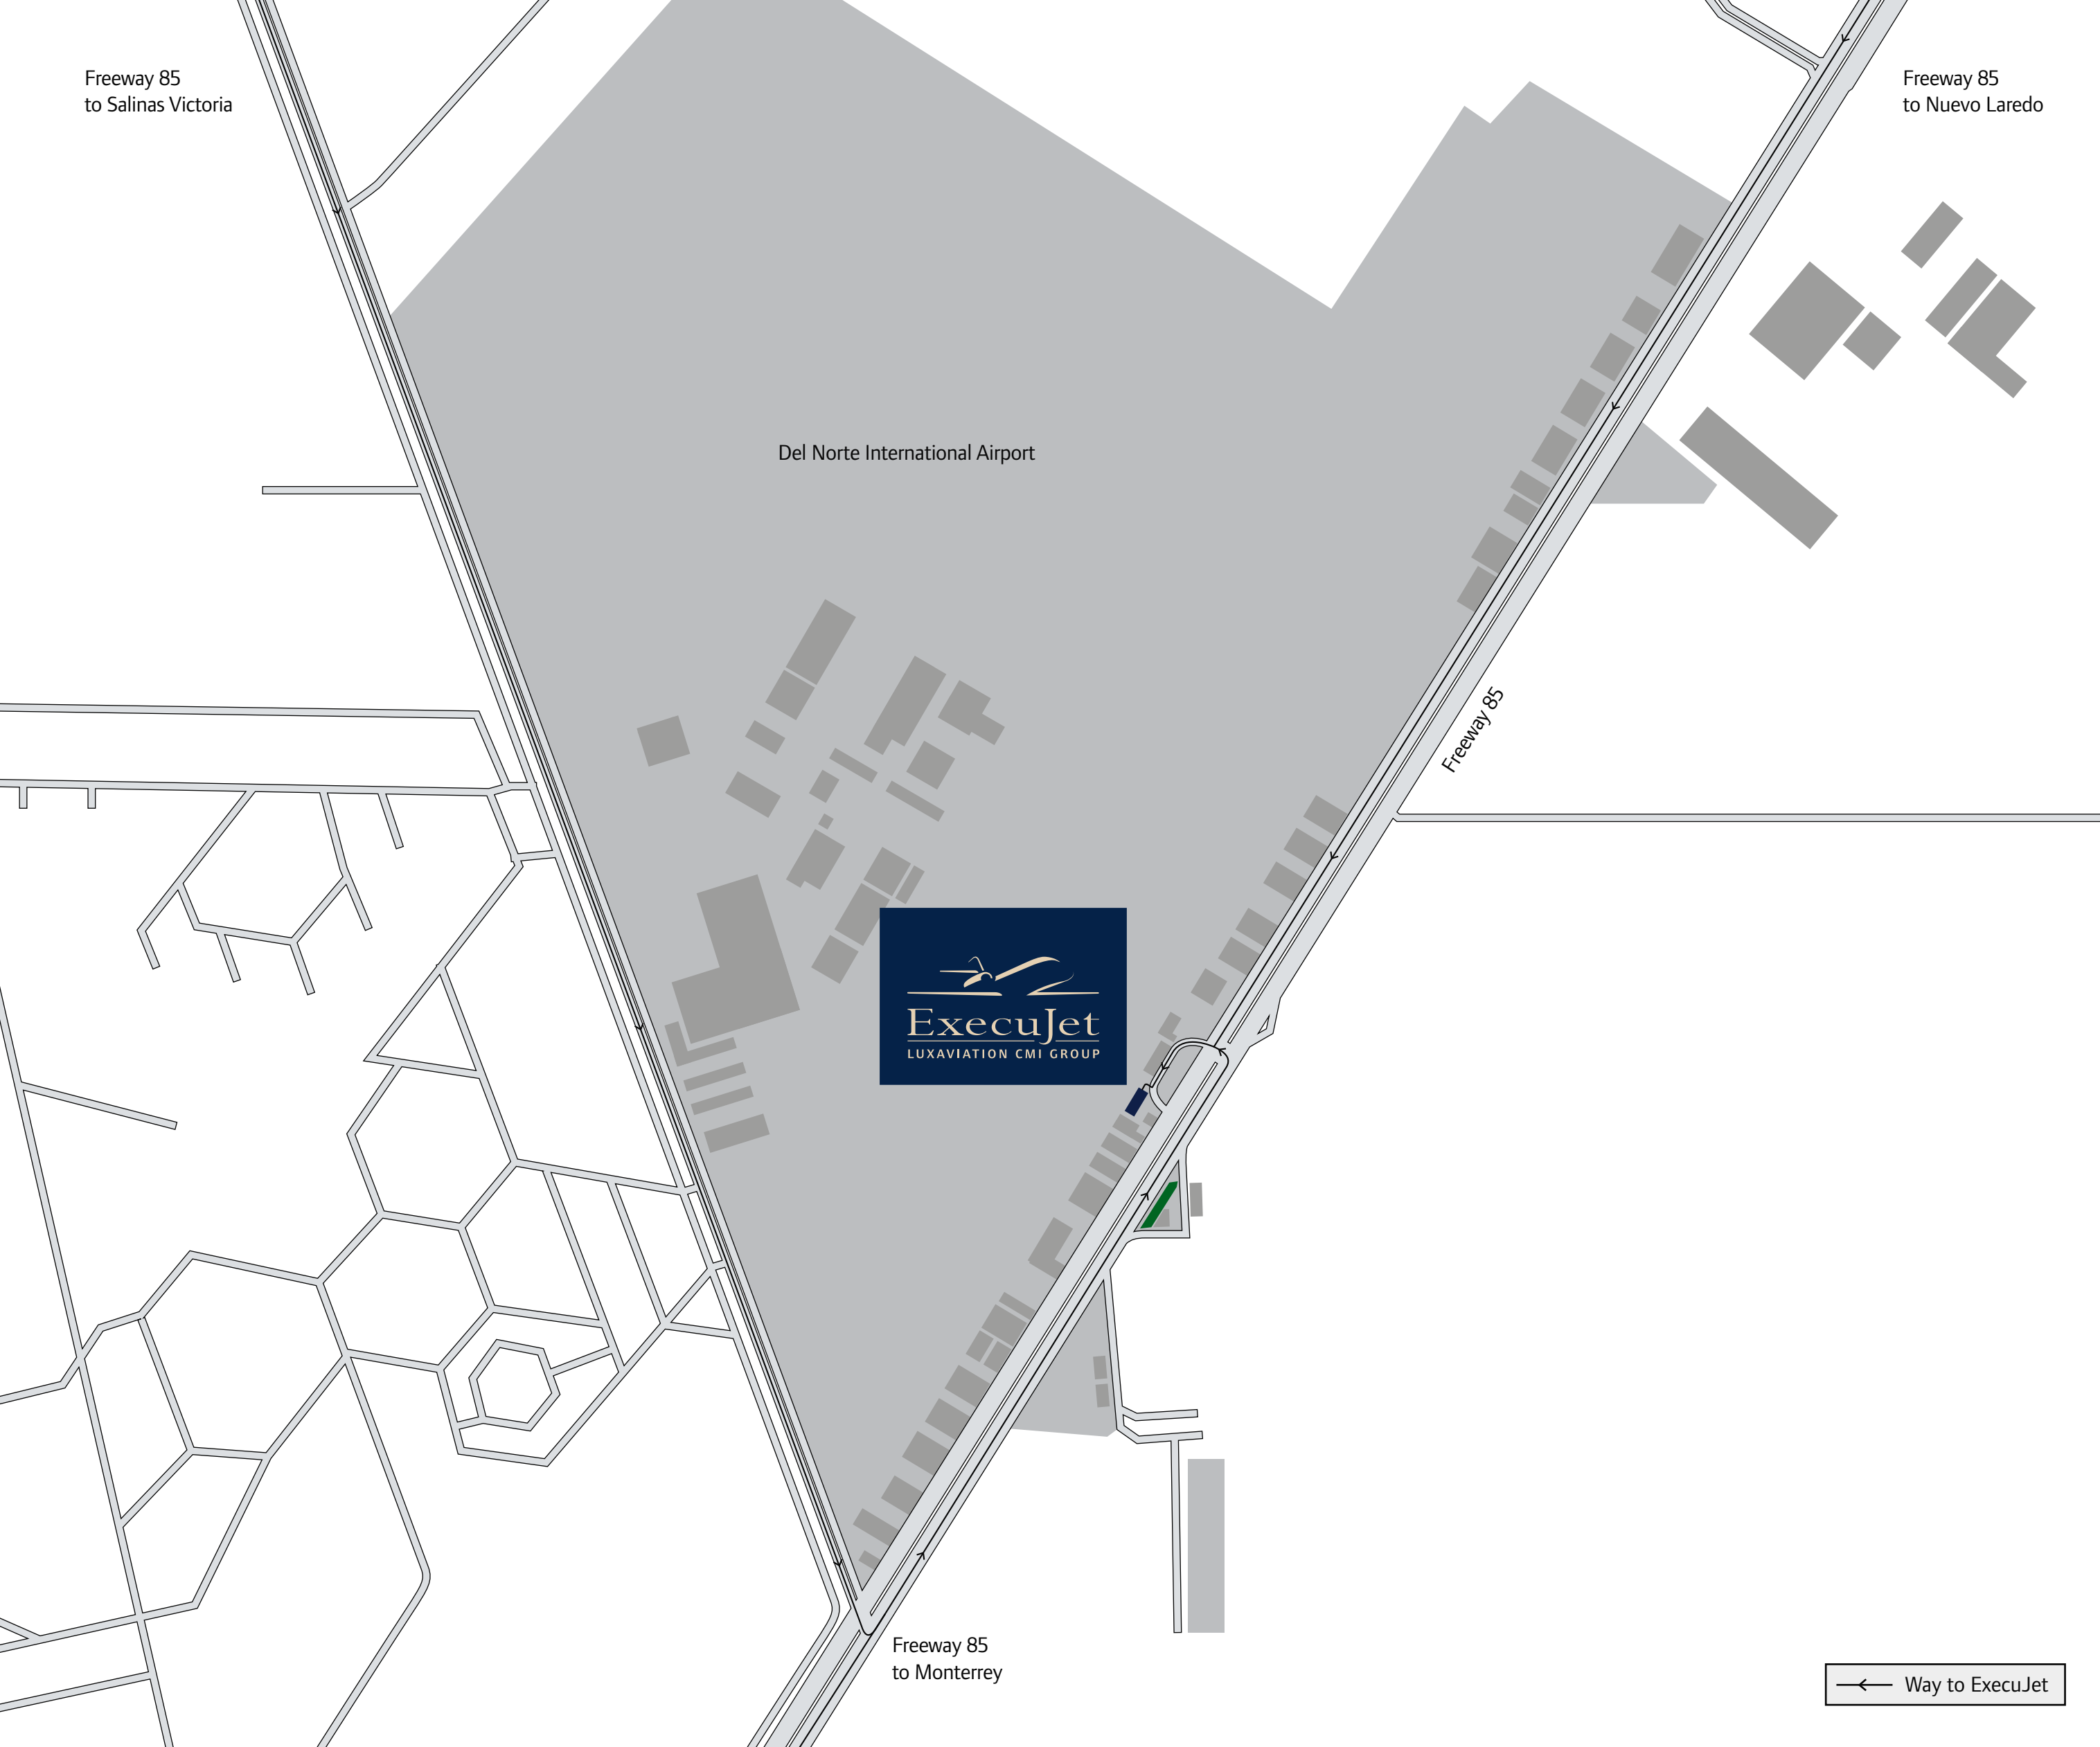 Freeway 85
to Salinas Victoria
Freeway 85
to Nuevo Laredo
Del Norte International Airport
Freeway 85
ExecuJet
LUXAVIATION CMI GROUP
Freeway 85
to Monterrey
Way to ExecuJet